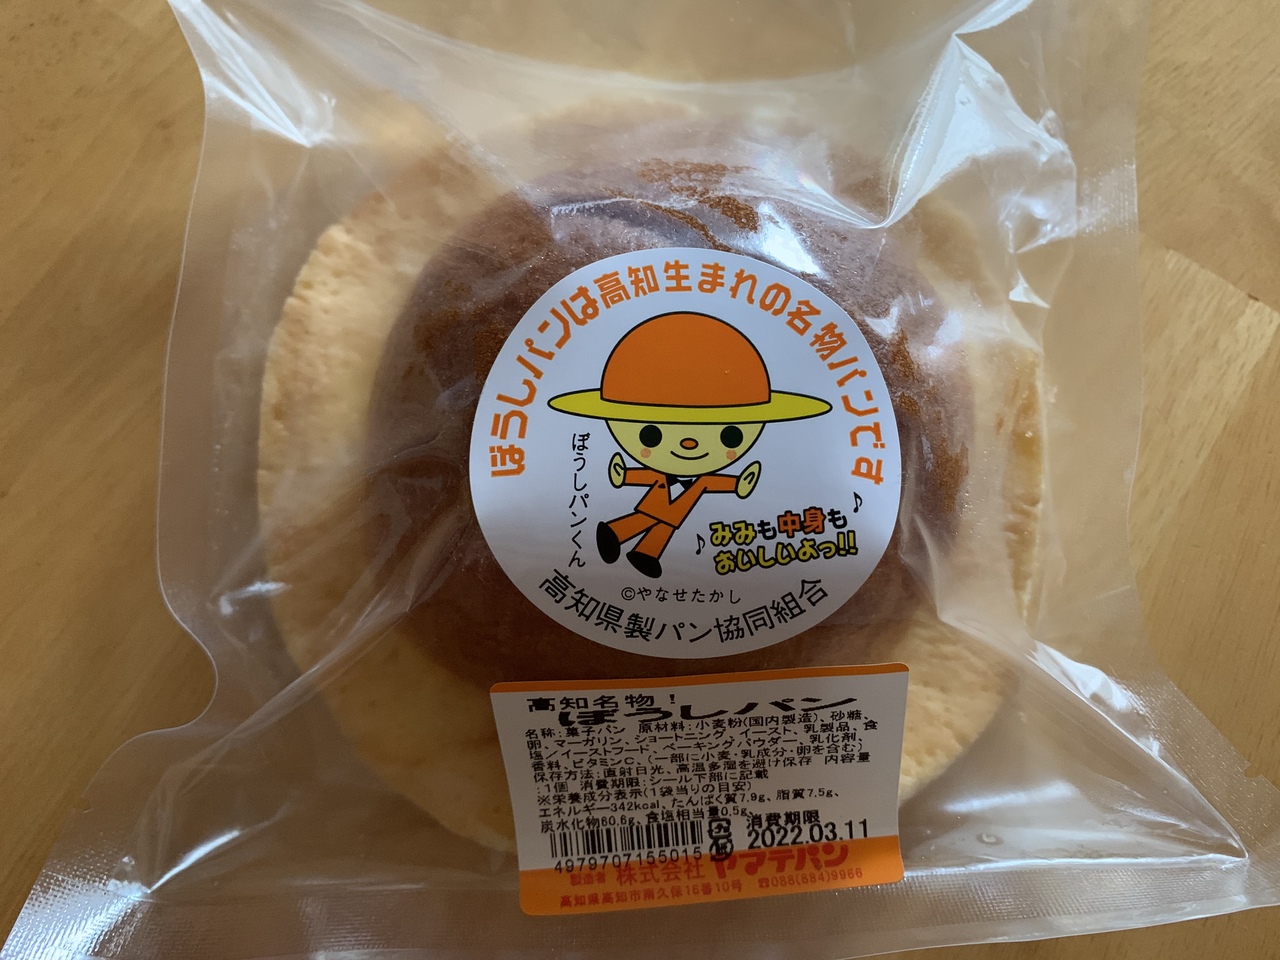 ぼうしパンは高知生まれの名物パンです
ぼうしパンくん
♪みみも中身も♪
おいしいよっ!!
©やなせたかし
高知県製パン協同組合
高知名物!
ぼうしパン
名称:菓子パン 原材料:小麦粉(国内製造)、砂糖、
卵、マーガリン、ショートニング、イースト、乳製品、食
塩、/イーストフード、ベーキングパウダー、乳化剤、
香料、ビタミンC、(一部に小麦・乳成分・卵を含む)
保存方法:直射日光、高温多湿を避け保存 内容量
:1個 消費期限:シール下部に記載
※栄養成分表示(1袋当りの目安)
エネルギー342kcal、たんぱく質7.9g、脂質7.5g、
炭水化物60.6g、食塩相当量0.5g
消費期限
2022.03.11
4979707155015
製造者 株式会社 ヤマテパン
高知県高知市南久保16番10号 ☎088(884)9966